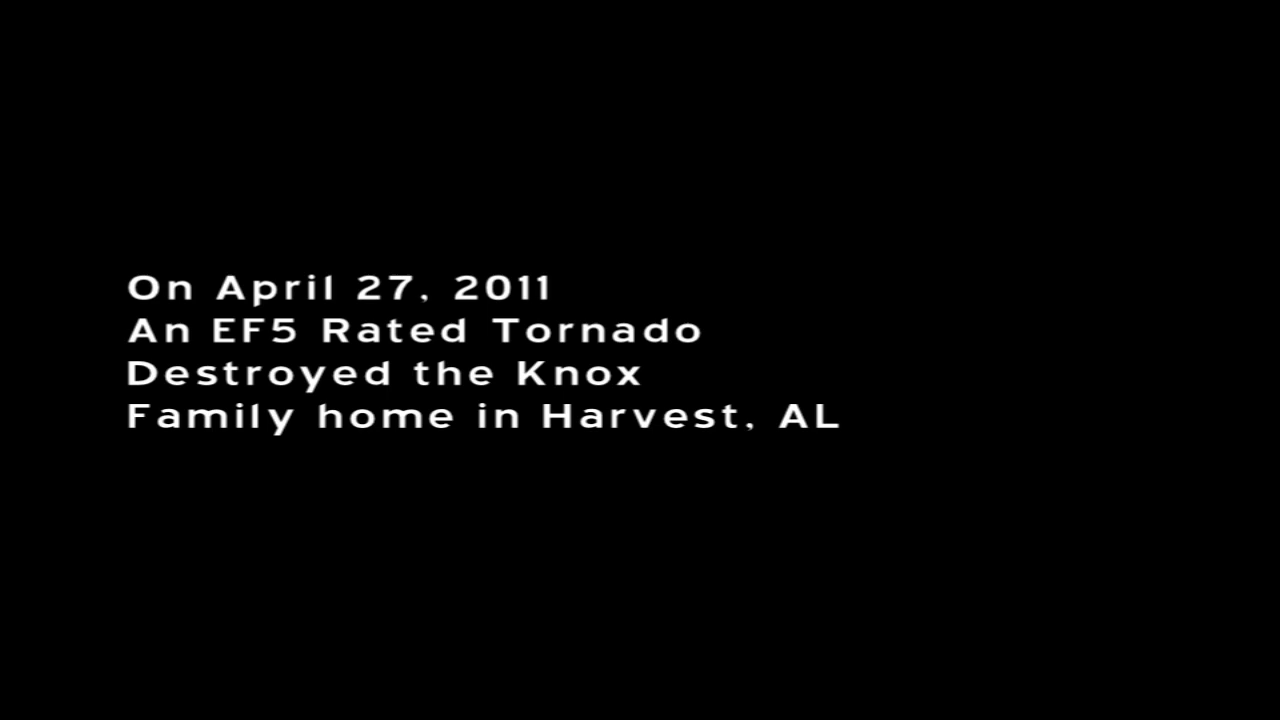 On April 27, 2011
An EF5 Rated Tornado
Destroyed the Knox
Family home in Harvest, AL